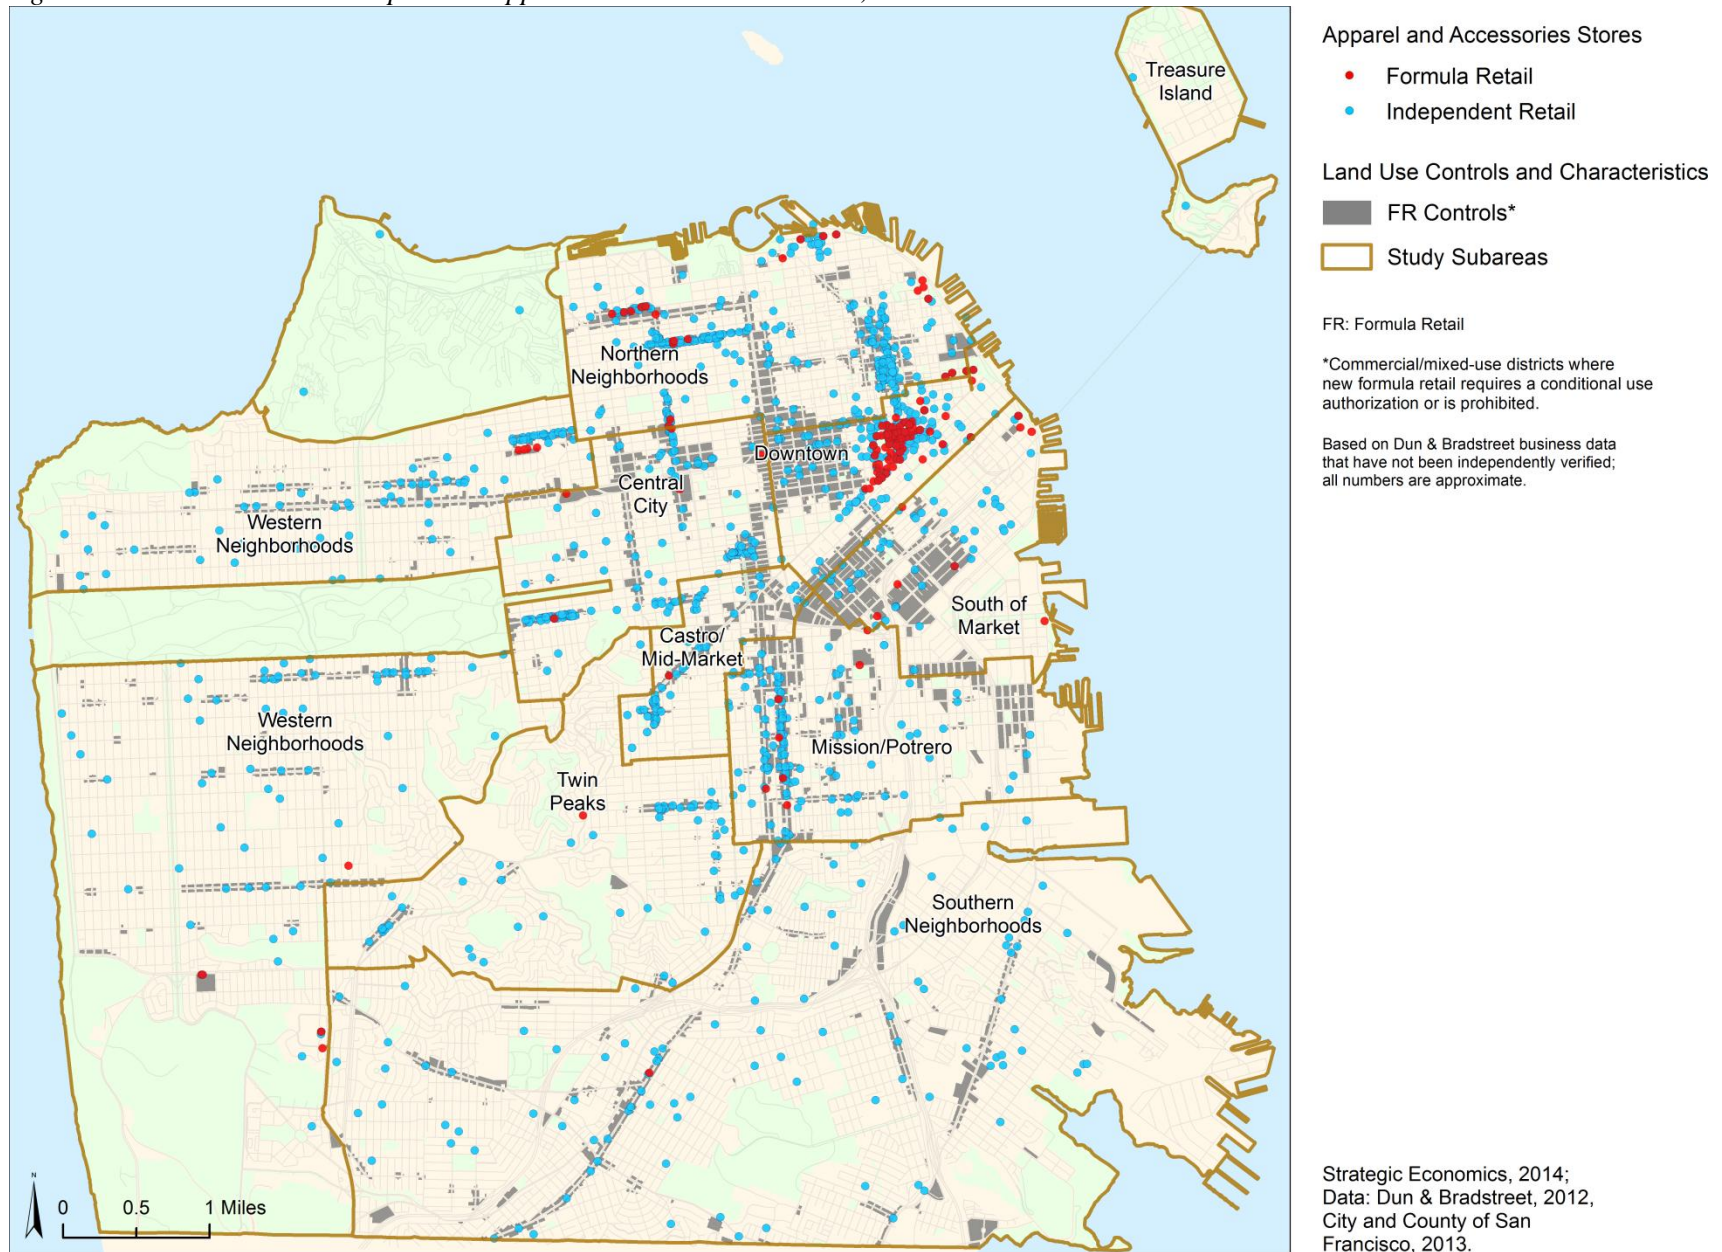 Treasure
Island
Northern
Neighborhoods
Downtown
Central
City
Western
Neighborhoods
South of
Market
Castro/
Mid-Market
Western
Neighborhoods
Mission/Potrero
Twin
Peaks
Southern
Neighborhoods
N
0 0.5 1 Miles
Apparel and Accessories Stores
Formula Retail
Independent Retail
Land Use Controls and Characteristics
FR Controls*
Study Subareas
FR: Formula Retail
*Commercial/mixed-use districts where
new formula retail requires a conditional use
authorization or is prohibited.
Based on Dun & Bradstreet business data
that have not been independently verified;
all numbers are approximate.
Strategic Economics, 2014;
Data: Dun & Bradstreet, 2012,
City and County of San
Francisco, 2013.